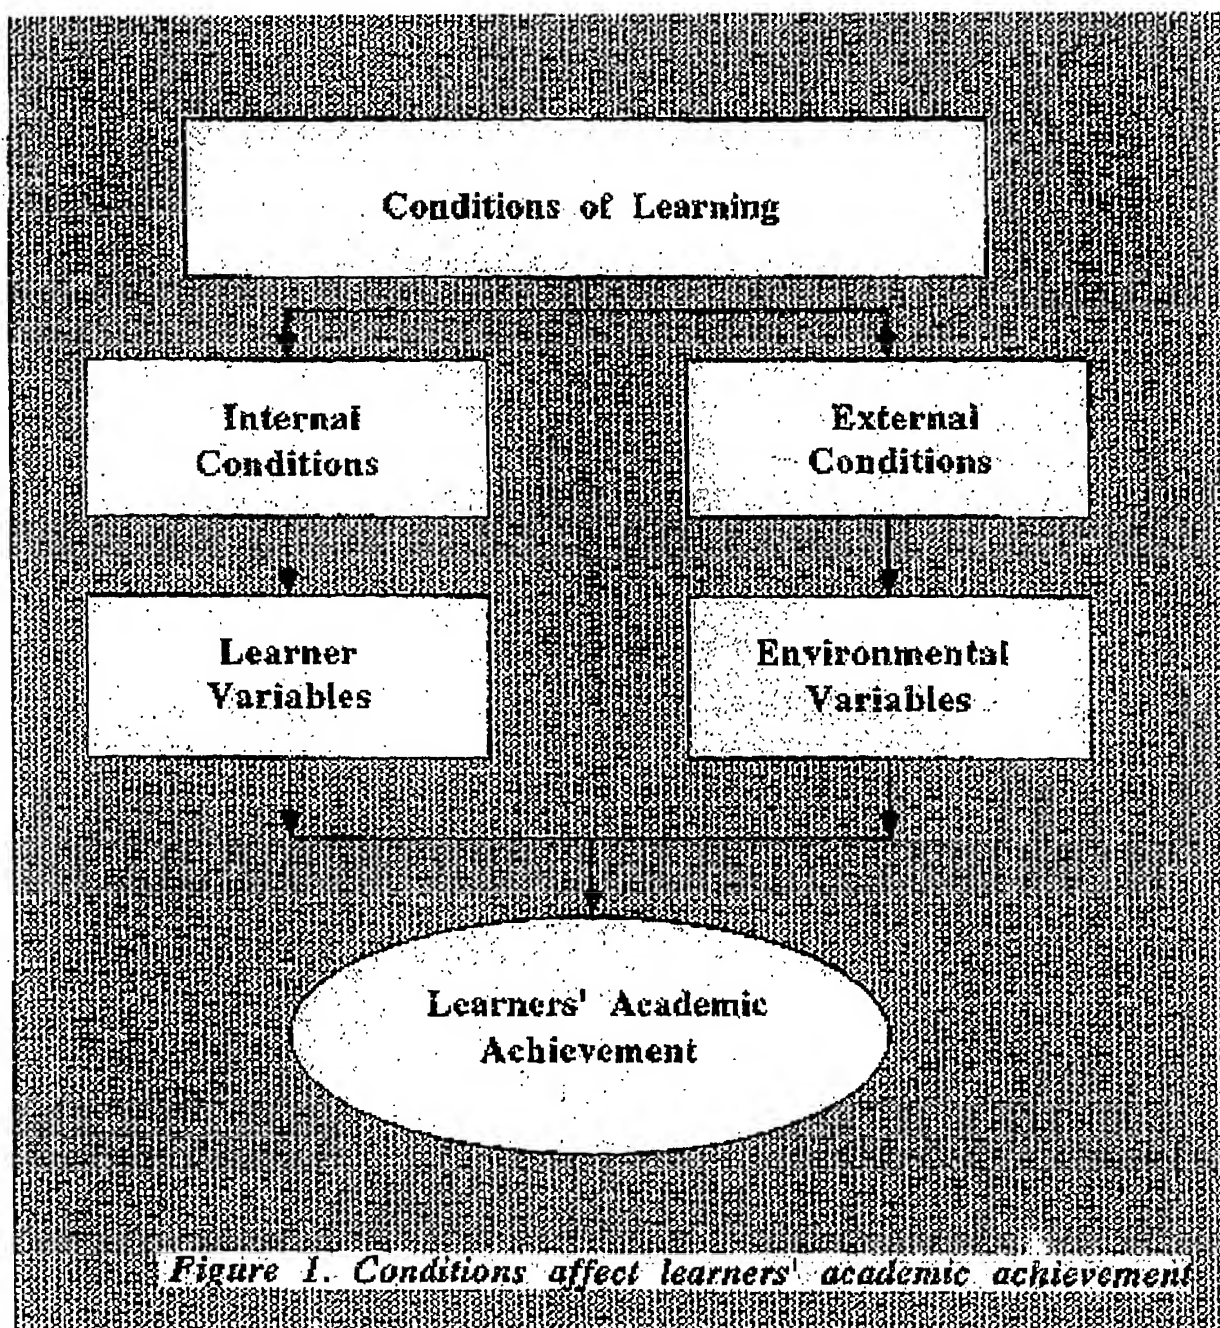 Conditions of Learning
Internal
Conditions
External
Conditions
Learner
Variables
Environmental
Variables
Learners' Academic
Achievement
Figure 1. Conditions affect learners' academic achievement